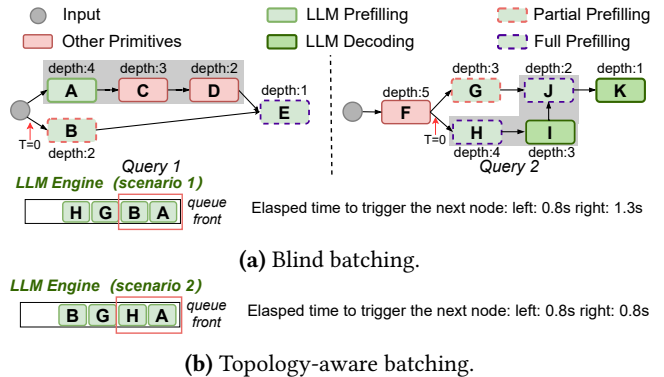 Input
LLM Prefilling
Partial Prefilling
Other Primitives
LLM Decoding
Full Prefilling
depth:4 depth:3 depth:2
A C D
depth:1
E
B
T=0
depth:2
Query 1
depth:3 depth:2 depth:1
G J K
depth:5
F
T=0
H I
depth:4 depth:3
Query 2
LLM Engine (scenario 1)
H G B A
queue
front
Elasped time to trigger the next node: left: 0.8s right: 1.3s
(a) Blind batching.
LLM Engine (scenario 2)
B G H A
queue
front
Elasped time to trigger the next node: left: 0.8s right: 0.8s
(b) Topology-aware batching.